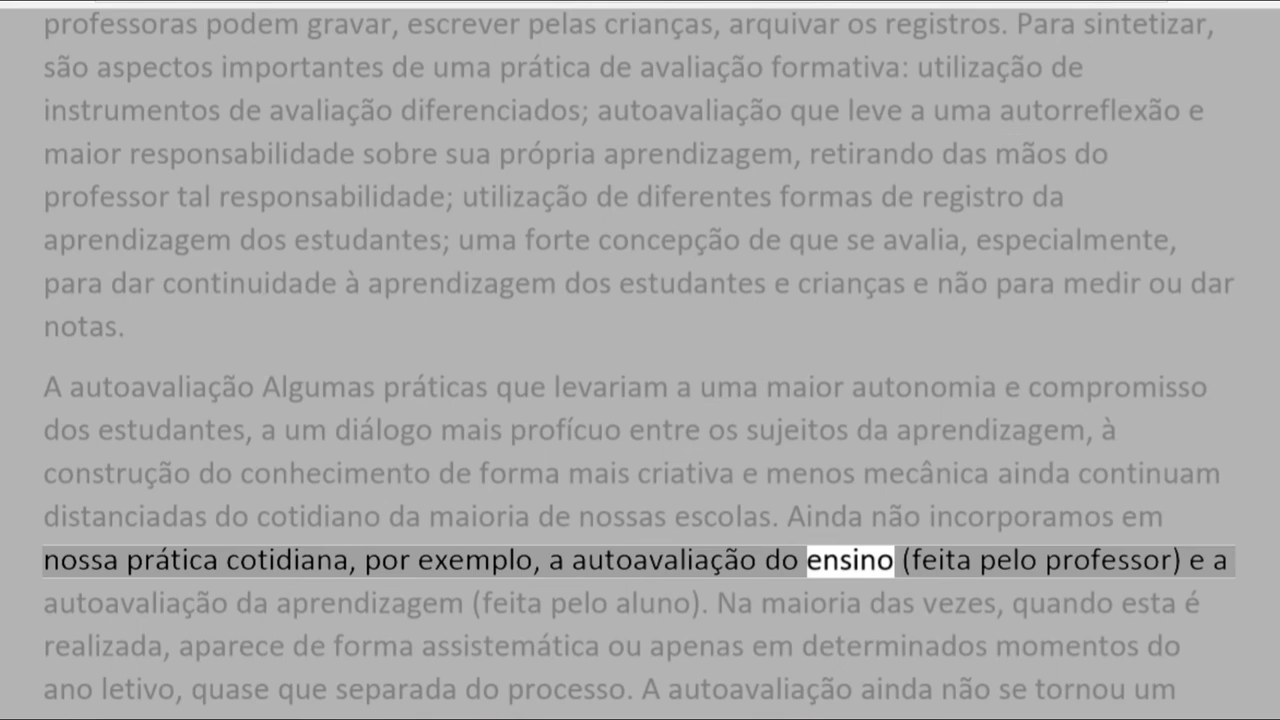 professoras podem gravar, escrever pelas crianças, arquivar os registros. Para sintetizar,
são aspectos importantes de uma prática de avaliação formativa: utilização de
instrumentos de avaliação diferenciados; autoavaliação que leve a uma autorreflexão e
maior responsabilidade sobre sua própria aprendizagem, retirando das mãos do
professor tal responsabilidade; utilização de diferentes formas de registro da
aprendizagem dos estudantes; uma forte concepção de que se avalia, especialmente,
para dar continuidade à aprendizagem dos estudantes e crianças e não para medir ou dar
notas.
A autoavaliação Algumas práticas que levariam a uma maior autonomia e compromisso
dos estudantes, a um diálogo mais profícuo entre os sujeitos da aprendizagem, à
construção do conhecimento de forma mais criativa e menos mecânica ainda continuam
distanciadas do cotidiano da maioria de nossas escolas. Ainda não incorporamos em
nossa prática cotidiana, por exemplo, a autoavaliação do ensino (feita pelo professor) e a
autoavaliação da aprendizagem (feita pelo aluno). Na maioria das vezes, quando esta é
realizada, aparece de forma assistemática ou apenas em determinados momentos do
ano letivo, quase que separada do processo. A autoavaliação ainda não se tornou um